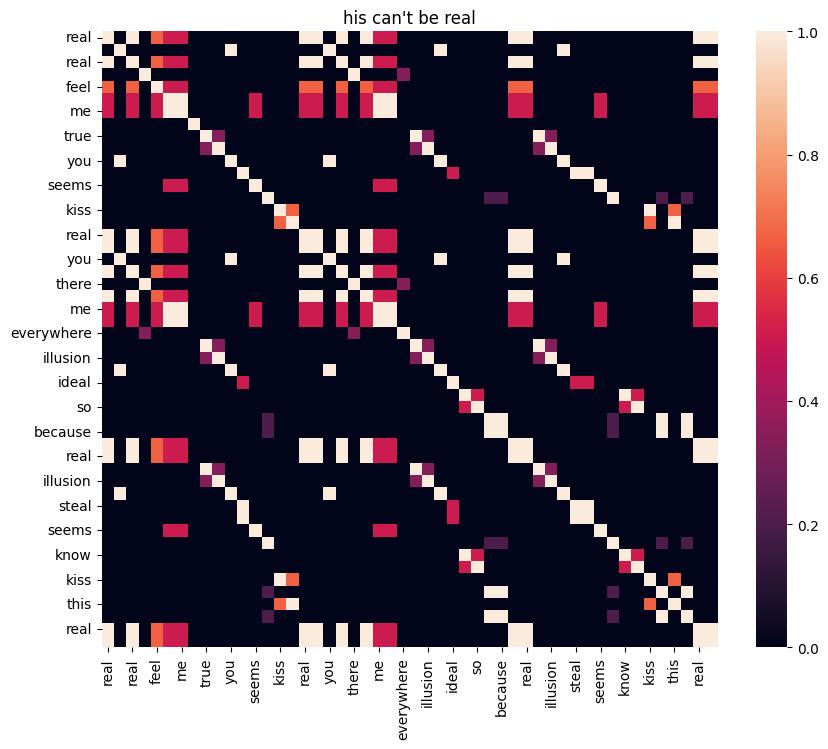 his can't be real
real
real
feel
me
true
you
seems
kiss
real
you
there
me
everywhere
illusion
ideal
so
because
real
illusion
steal
seems
know
kiss
this
real
1.0
0.8
0.6
0.4
0.2
0.0
real
real
feel
me
true
you
seems
kiss
real
you
there
me
everywhere
illusion
ideal
so
because
real
illusion
steal
seems
know
kiss
this
real